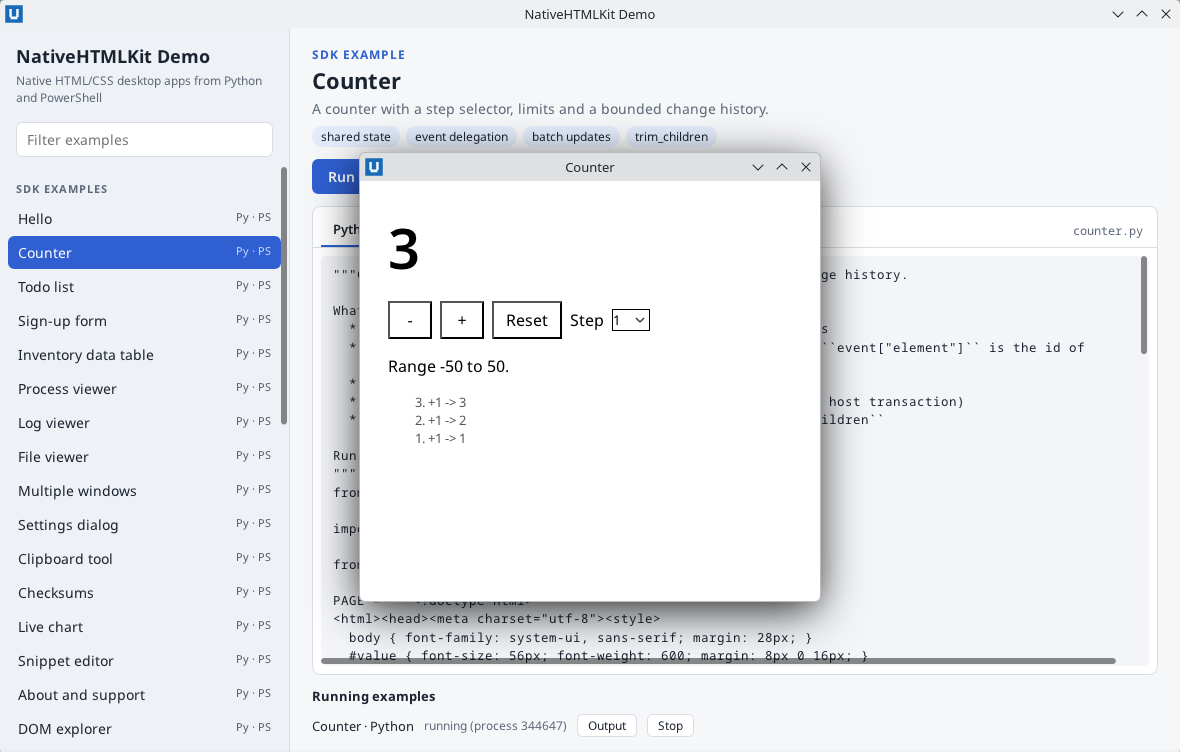 NativeHTMLKit Demo
NativeHTMLKit Demo
Native HTML/CSS desktop apps from Python
and PowerShell
Filter examples
SDK EXAMPLES
Hello Py · PS
Counter Py · PS
Todo list Py · PS
Sign-up form Py · PS
Inventory data table Py · PS
Process viewer Py · PS
Log viewer Py · PS
File viewer Py · PS
Multiple windows Py · PS
Settings dialog Py · PS
Clipboard tool Py · PS
Checksums Py · PS
Live chart Py · PS
Snippet editor Py · PS
About and support Py · PS
DOM explorer Py · PS
SDK EXAMPLE
Counter
A counter with a step selector, limits and a bounded change history.
shared state event delegation batch updates trim_children
Run
counter.py
Counter
3
- + Reset Step 1
Range -50 to 50.
3. +1 -> 3
2. +1 -> 2
1. +1 -> 1
ge history.
``event["element"]`` is the id of
host transaction)
ildren``
Run
"""
PAGE
<html><head><meta charset="utf-8"><style>
body { font-family: system-ui, sans-serif; margin: 28px; }
#value { font-size: 56px; font-weight: 600; margin: 8px 0 16px; }
Running examples
Counter · Python running (process 344647) Output Stop